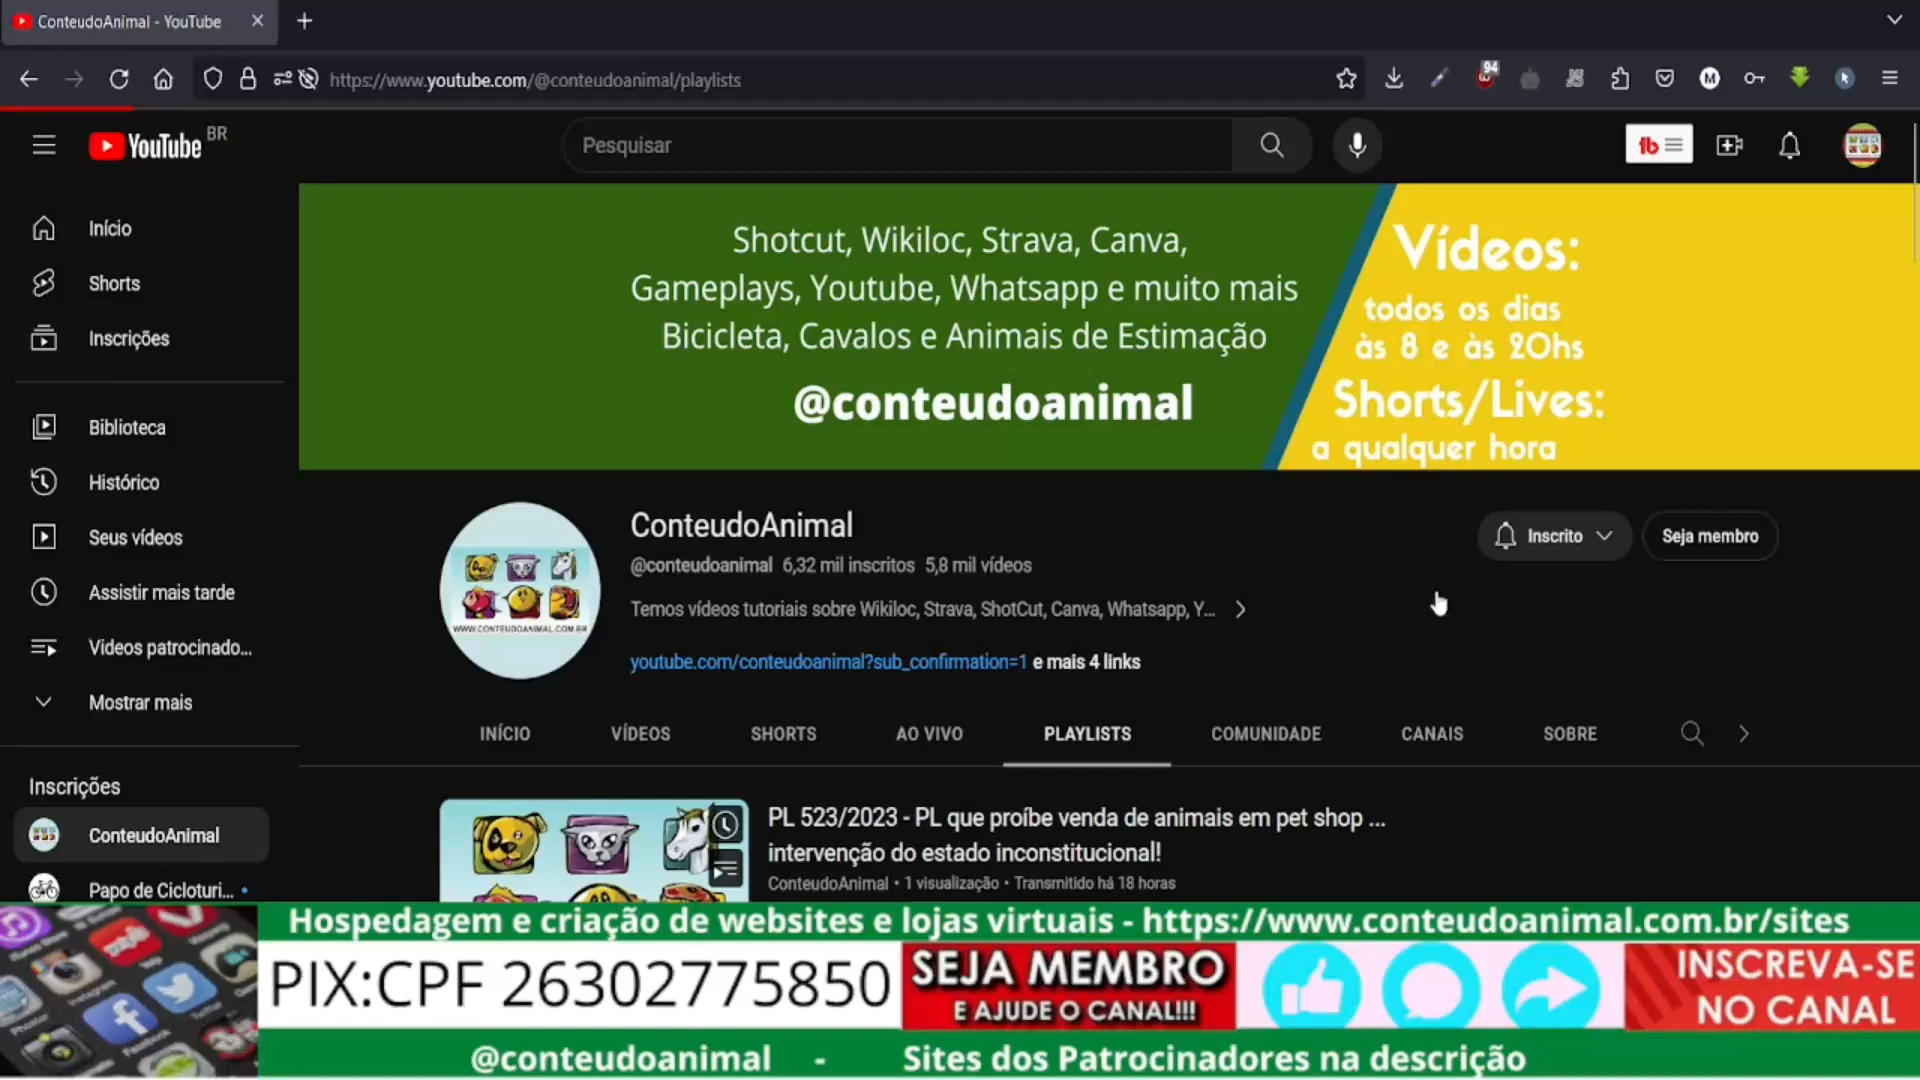 ConteudoAnimal - YouTube
https://www.youtube.com/@conteudoanimal/playlists
94
YouTube BR
Pesquisar
Início
Shorts
Inscrições
Biblioteca
Histórico
Seus vídeos
Assistir mais tarde
Videos patrocinado...
Mostrar mais
Inscrições
ConteudoAnimal
Papo de Cicloturi...
Shotcut, Wikiloc, Strava, Canva,
Gameplays, Youtube, Whatsapp e muito mais
Bicicleta, Cavalos e Animais de Estimação
@conteudoanimal
Vídeos:
todos os dias
às 8 e às 20hs
Shorts/Lives:
a qualquer hora
WWW.CONTEUDOANIMAL.COM.BR
ConteudoAnimal
@conteudoanimal 6,32 mil inscritos 5,8 mil vídeos
Temos vídeos tutoriais sobre Wikiloc, Strava, ShotCut, Canva, Whatsapp, Y...
youtube.com/conteudoanimal?sub_confirmation=1 e mais 4 links
Inscrito
Seja membro
INÍCIO VÍDEOS SHORTS AO VIVO PLAYLISTS COMUNIDADE CANAIS SOBRE
PL 523/2023 - PL que proíbe venda de animais em pet shop ...
intervenção do estado inconstitucional!
ConteudoAnimal • 1 visualização • Transmitido há 18 horas
Hospedagem e criação de websites e lojas virtuais - https://www.conteudoanimal.com.br/sites
PIX:CPF 26302775850
SEJA MEMBRO
E AJUDE O CANAL!!!
INSCREVA-SE
NO CANAL
@conteudoanimal - Sites dos Patrocinadores na descrição